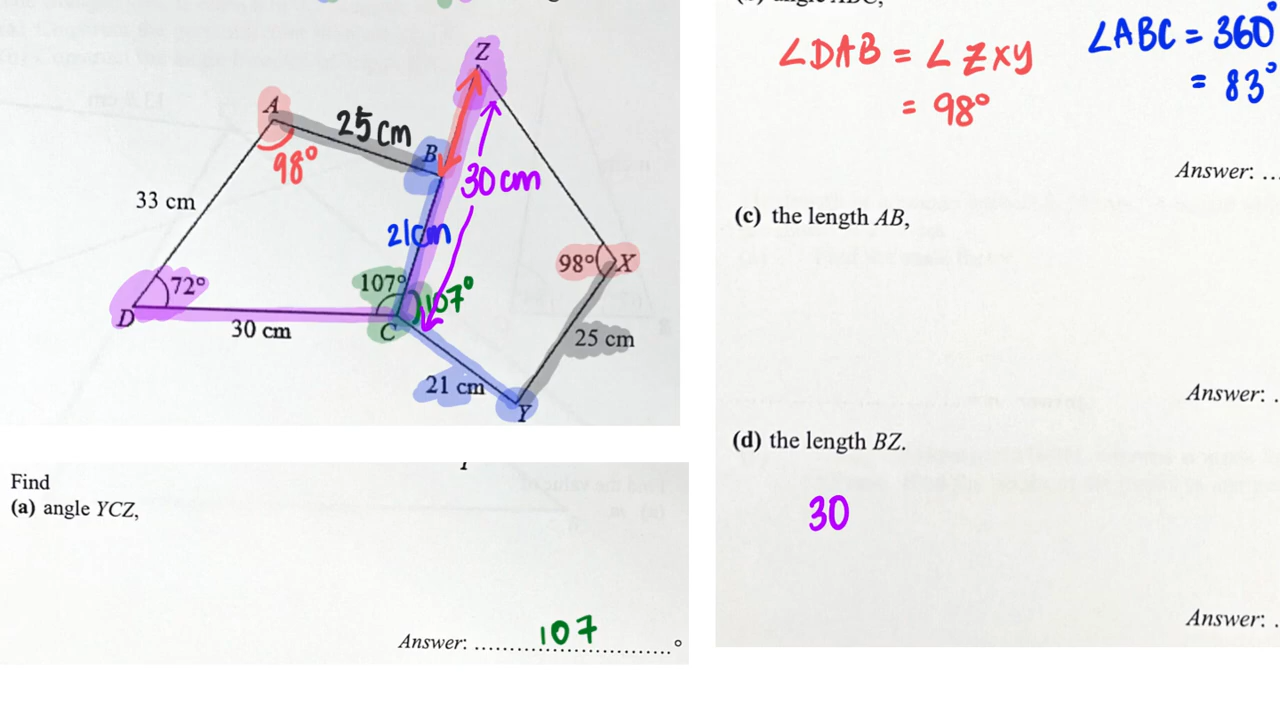 Z
A
25 cm
B
98°
30 cm
33 cm
21cm
98°
X
72°
107°
107°
D
30 cm
C
25 cm
21 cm
Y
Find
(a) angle YCZ,
Answer: 107 °
∠DAB = ∠ZXY
= 98°
∠ABC = 360°
= 83°
Answer: ...
(c) the length AB,
Answer: .
(d) the length BZ.
30
Answer: .